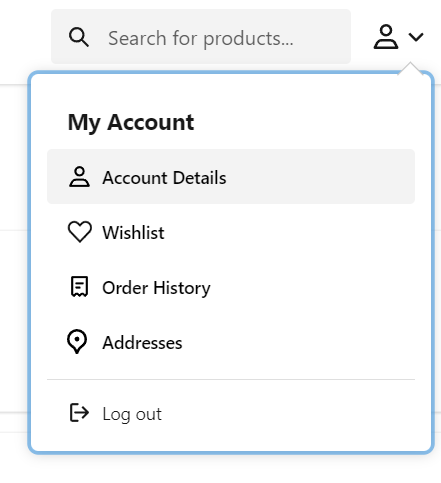 Search for products...
My Account
Account Details
Wishlist
Order History
Addresses
Log out